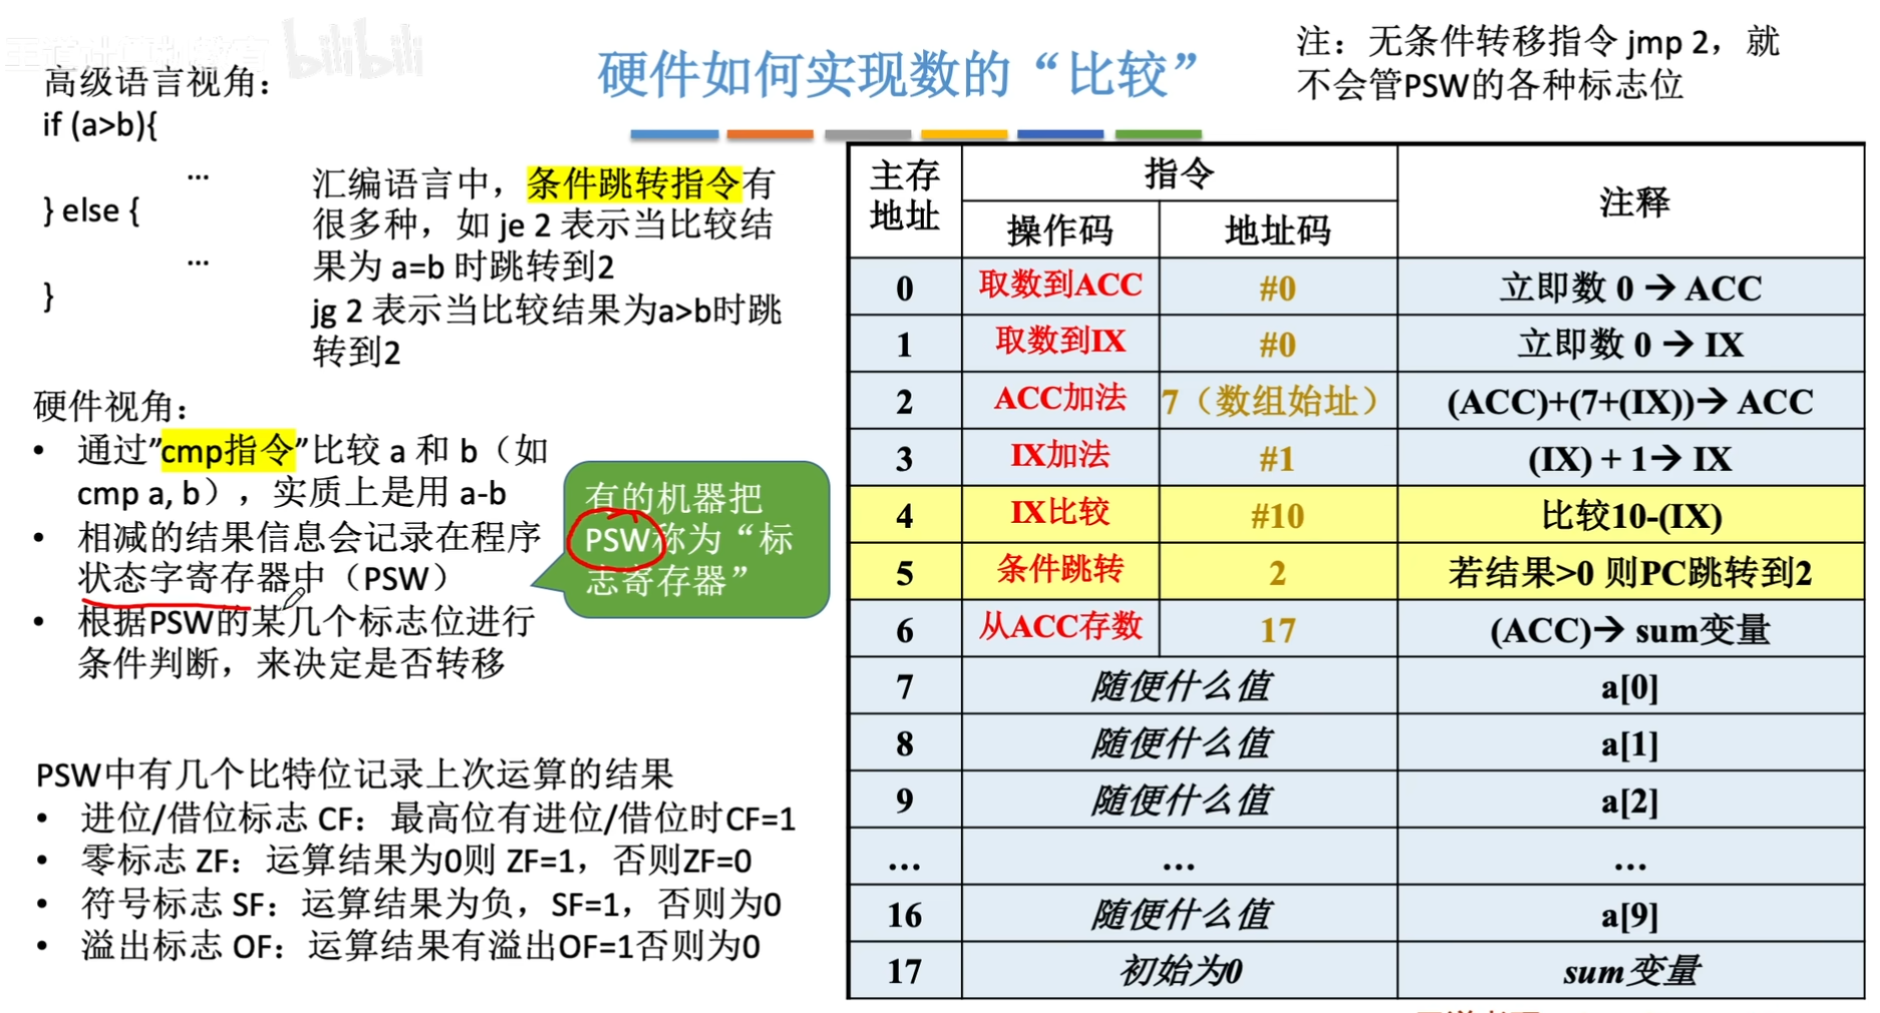 王道计算机教育 bilibili
硬件如何实现数的“比较”
注：无条件转移指令 jmp 2，就
不会管PSW的各种标志位
高级语言视角：
if (a>b){
...
} else {
...
}
汇编语言中，条件跳转指令有
很多种，如 je 2 表示当比较结
果为 a=b 时跳转到2
jg 2 表示当比较结果为a>b时跳
转到2
硬件视角：
• 通过”cmp指令”比较 a 和 b（如
cmp a, b），实质上是用 a-b
• 相减的结果信息会记录在程序
状态字寄存器中（PSW）
• 根据PSW的某几个标志位进行
条件判断，来决定是否转移
有的机器把
PSW称为“标
志寄存器”
PSW中有几个比特位记录上次运算的结果
• 进位/借位标志 CF：最高位有进位/借位时CF=1
• 零标志 ZF：运算结果为0则 ZF=1，否则ZF=0
• 符号标志 SF：运算结果为负，SF=1，否则为0
• 溢出标志 OF：运算结果有溢出OF=1否则为0
主存地址 指令 注释
操作码 地址码
0 取数到ACC #0 立即数 0 → ACC
1 取数到IX #0 立即数 0 → IX
2 ACC加法 7（数组始址） (ACC)+(7+(IX))→ ACC
3 IX加法 #1 (IX) + 1→ IX
4 IX比较 #10 比较10-(IX)
5 条件跳转 2 若结果>0 则PC跳转到2
6 从ACC存数 17 (ACC)→ sum变量
7 随便什么值 a[0]
8 随便什么值 a[1]
9 随便什么值 a[2]
... ... ...
16 随便什么值 a[9]
17 初始为0 sum变量